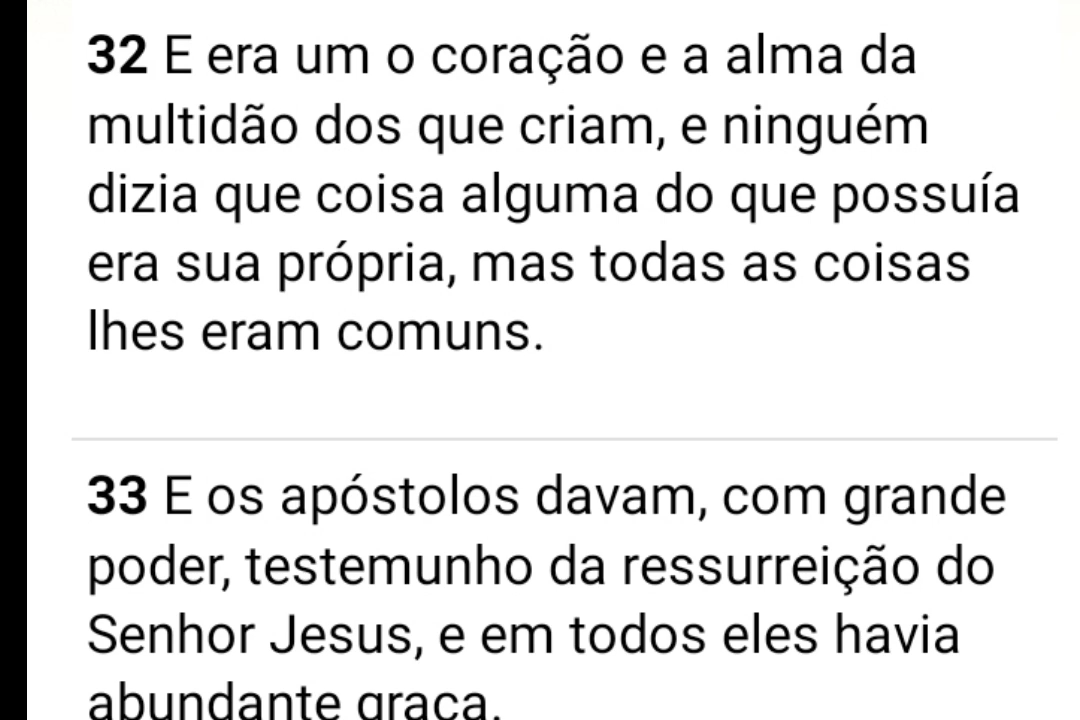 32 E era um o coração e a alma da
multidão dos que criam, e ninguém
dizia que coisa alguma do que possuía
era sua própria, mas todas as coisas
lhes eram comuns.
33 E os apóstolos davam, com grande
poder, testemunho da ressurreição do
Senhor Jesus, e em todos eles havia
abundante graça.